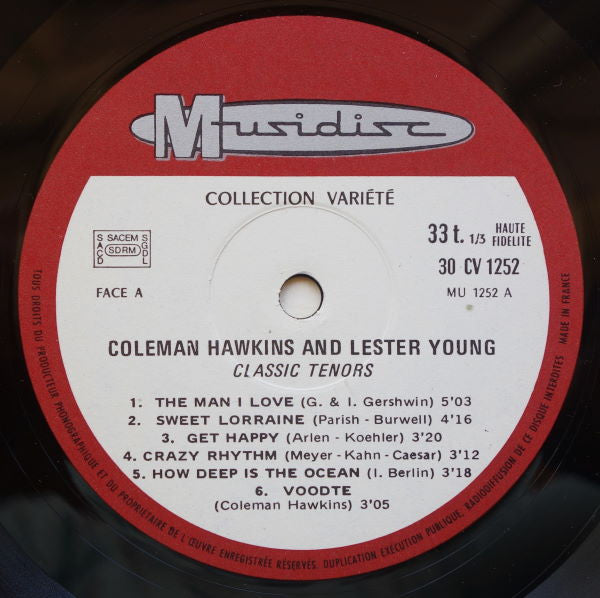 Musidisc
COLLECTION VARIÉTÉ
SACEM
SACD
SDRM
SGDL
33 t. 1/3 HAUTE
FIDELITE
30 CV 1252
FACE A
MU 1252 A
COLEMAN HAWKINS AND LESTER YOUNG
CLASSIC TENORS
1. THE MAN I LOVE (G. & I. Gershwin) 5'03
2. SWEET LORRAINE (Parish - Burwell) 4'16
3. GET HAPPY (Arlen - Koehler) 3'20
4. CRAZY RHYTHM (Meyer - Kahn - Caesar) 3'12
5. HOW DEEP IS THE OCEAN (I. Berlin) 3'18
6. VOODTE
(Coleman Hawkins) 3'05
TOUS DROITS DU PRODUCTEUR PHONOGRAPHIQUE ET DU PROPRIETAIRE DE L'ŒUVRE ENREGISTRÉE RÉSERVÉS. DUPLICATION EXÉCUTION PUBLIQUE, RADIODIFFUSION DE CE DISQUE INTERDITES MADE IN FRANCE